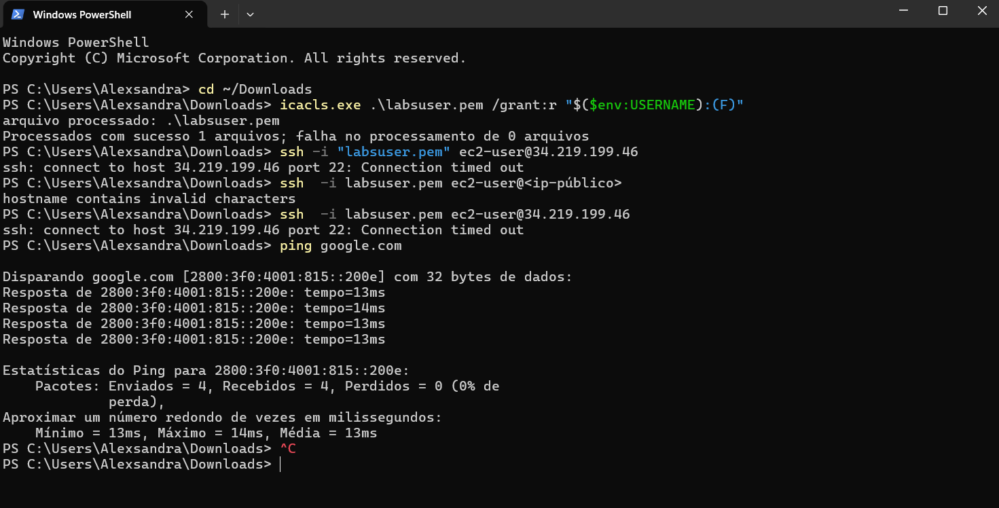 Windows PowerShell
Windows PowerShell
Copyright (C) Microsoft Corporation. All rights reserved.
PS C:\Users\Alexsandra> cd ~/Downloads
PS C:\Users\Alexsandra\Downloads> icacls.exe .\labsuser.pem /grant:r "$($env:USERNAME):(F)"
arquivo processado: .\labsuser.pem
Processados com sucesso 1 arquivos; falha no processamento de 0 arquivos
PS C:\Users\Alexsandra\Downloads> ssh -i "labsuser.pem" ec2-user@34.219.199.46
ssh: connect to host 34.219.199.46 port 22: Connection timed out
PS C:\Users\Alexsandra\Downloads> ssh  -i labsuser.pem ec2-user@<ip-público>
hostname contains invalid characters
PS C:\Users\Alexsandra\Downloads> ssh  -i labsuser.pem ec2-user@34.219.199.46
ssh: connect to host 34.219.199.46 port 22: Connection timed out
PS C:\Users\Alexsandra\Downloads> ping google.com
Disparando google.com [2800:3f0:4001:815::200e] com 32 bytes de dados:
Resposta de 2800:3f0:4001:815::200e: tempo=13ms
Resposta de 2800:3f0:4001:815::200e: tempo=14ms
Resposta de 2800:3f0:4001:815::200e: tempo=13ms
Resposta de 2800:3f0:4001:815::200e: tempo=13ms
Estatísticas do Ping para 2800:3f0:4001:815::200e:
    Pacotes: Enviados = 4, Recebidos = 4, Perdidos = 0 (0% de
             perda),
Aproximar um número redondo de vezes em milissegundos:
    Mínimo = 13ms, Máximo = 14ms, Média = 13ms
PS C:\Users\Alexsandra\Downloads> ^C
PS C:\Users\Alexsandra\Downloads>